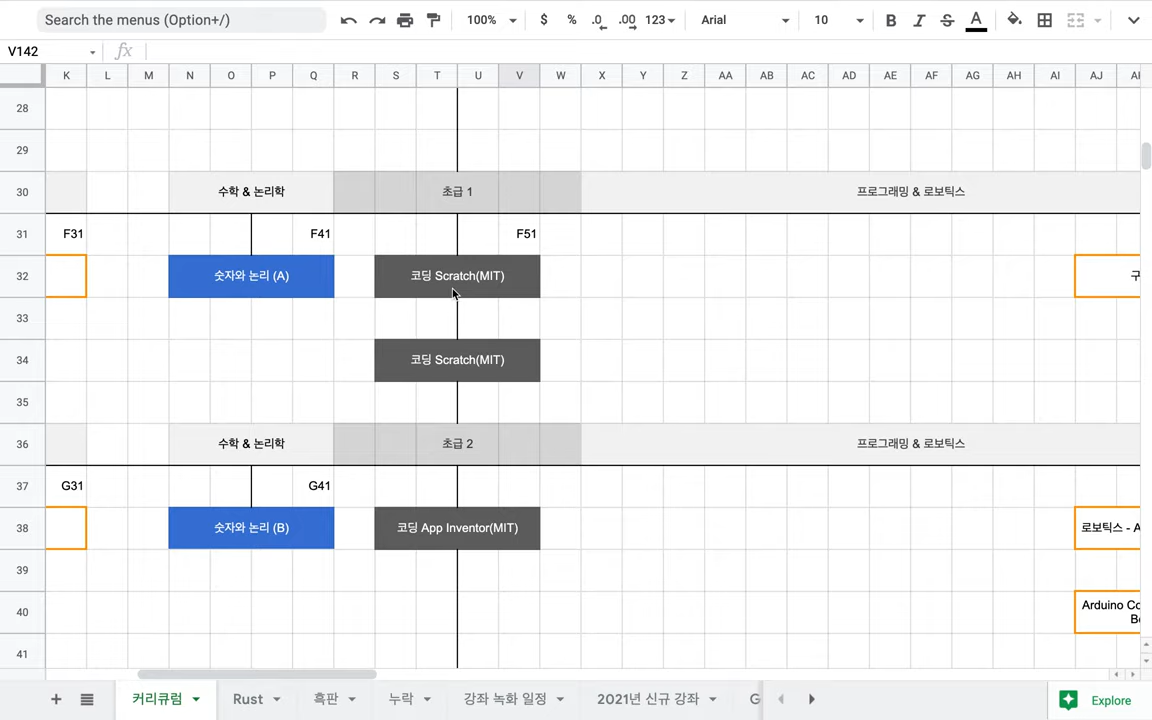 Search the menus (Option+/) 100% $ % .0 .00 123 Arial 10 B I S A
V142 fx
K L M N O P Q R S T U V W X Y Z AA AB AC AD AE AF AG AH AI AJ
28
29
30 수학 & 논리학 초급 1 프로그래밍 & 로보틱스
31 F31 F41 F51
32 숫자와 논리 (A) 코딩 Scratch(MIT) 구
33
34 코딩 Scratch(MIT)
35
36 수학 & 논리학 초급 2 프로그래밍 & 로보틱스
37 G31 G41
38 숫자와 논리 (B) 코딩 App Inventor(MIT) 로보틱스 - A
39
40 Arduino Co
Be
41
커리큘럼 Rust 흑판 누락 강좌 녹화 일정 2021년 신규 강좌 G Explore